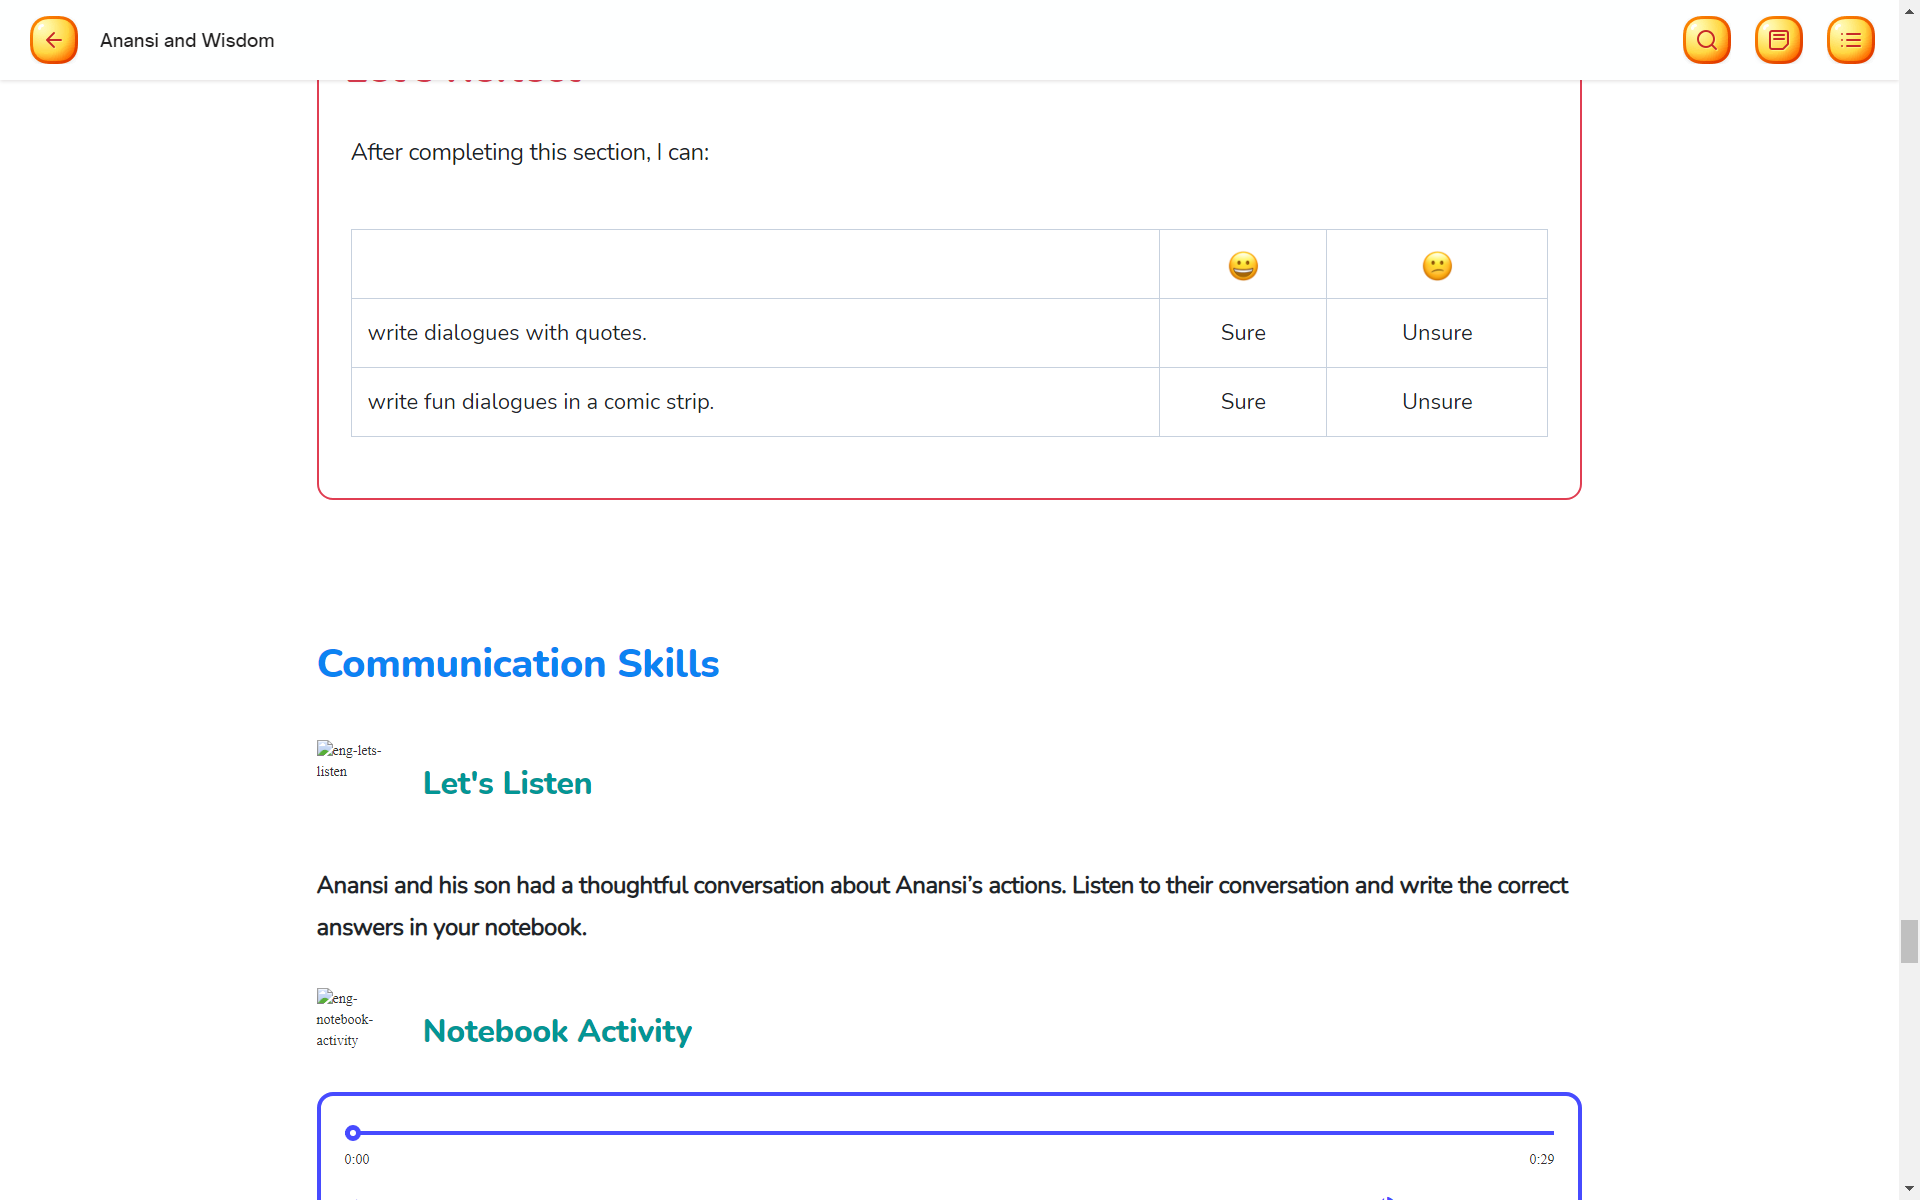 Anansi and Wisdom
After completing this section, I can:
write dialogues with quotes. Sure Unsure
write fun dialogues in a comic strip. Sure Unsure
Communication Skills
eng-lets-
listen
Let's Listen
Anansi and his son had a thoughtful conversation about Anansi’s actions. Listen to their conversation and write the correct
answers in your notebook.
eng-
notebook-
activity
Notebook Activity
0:00 0:29